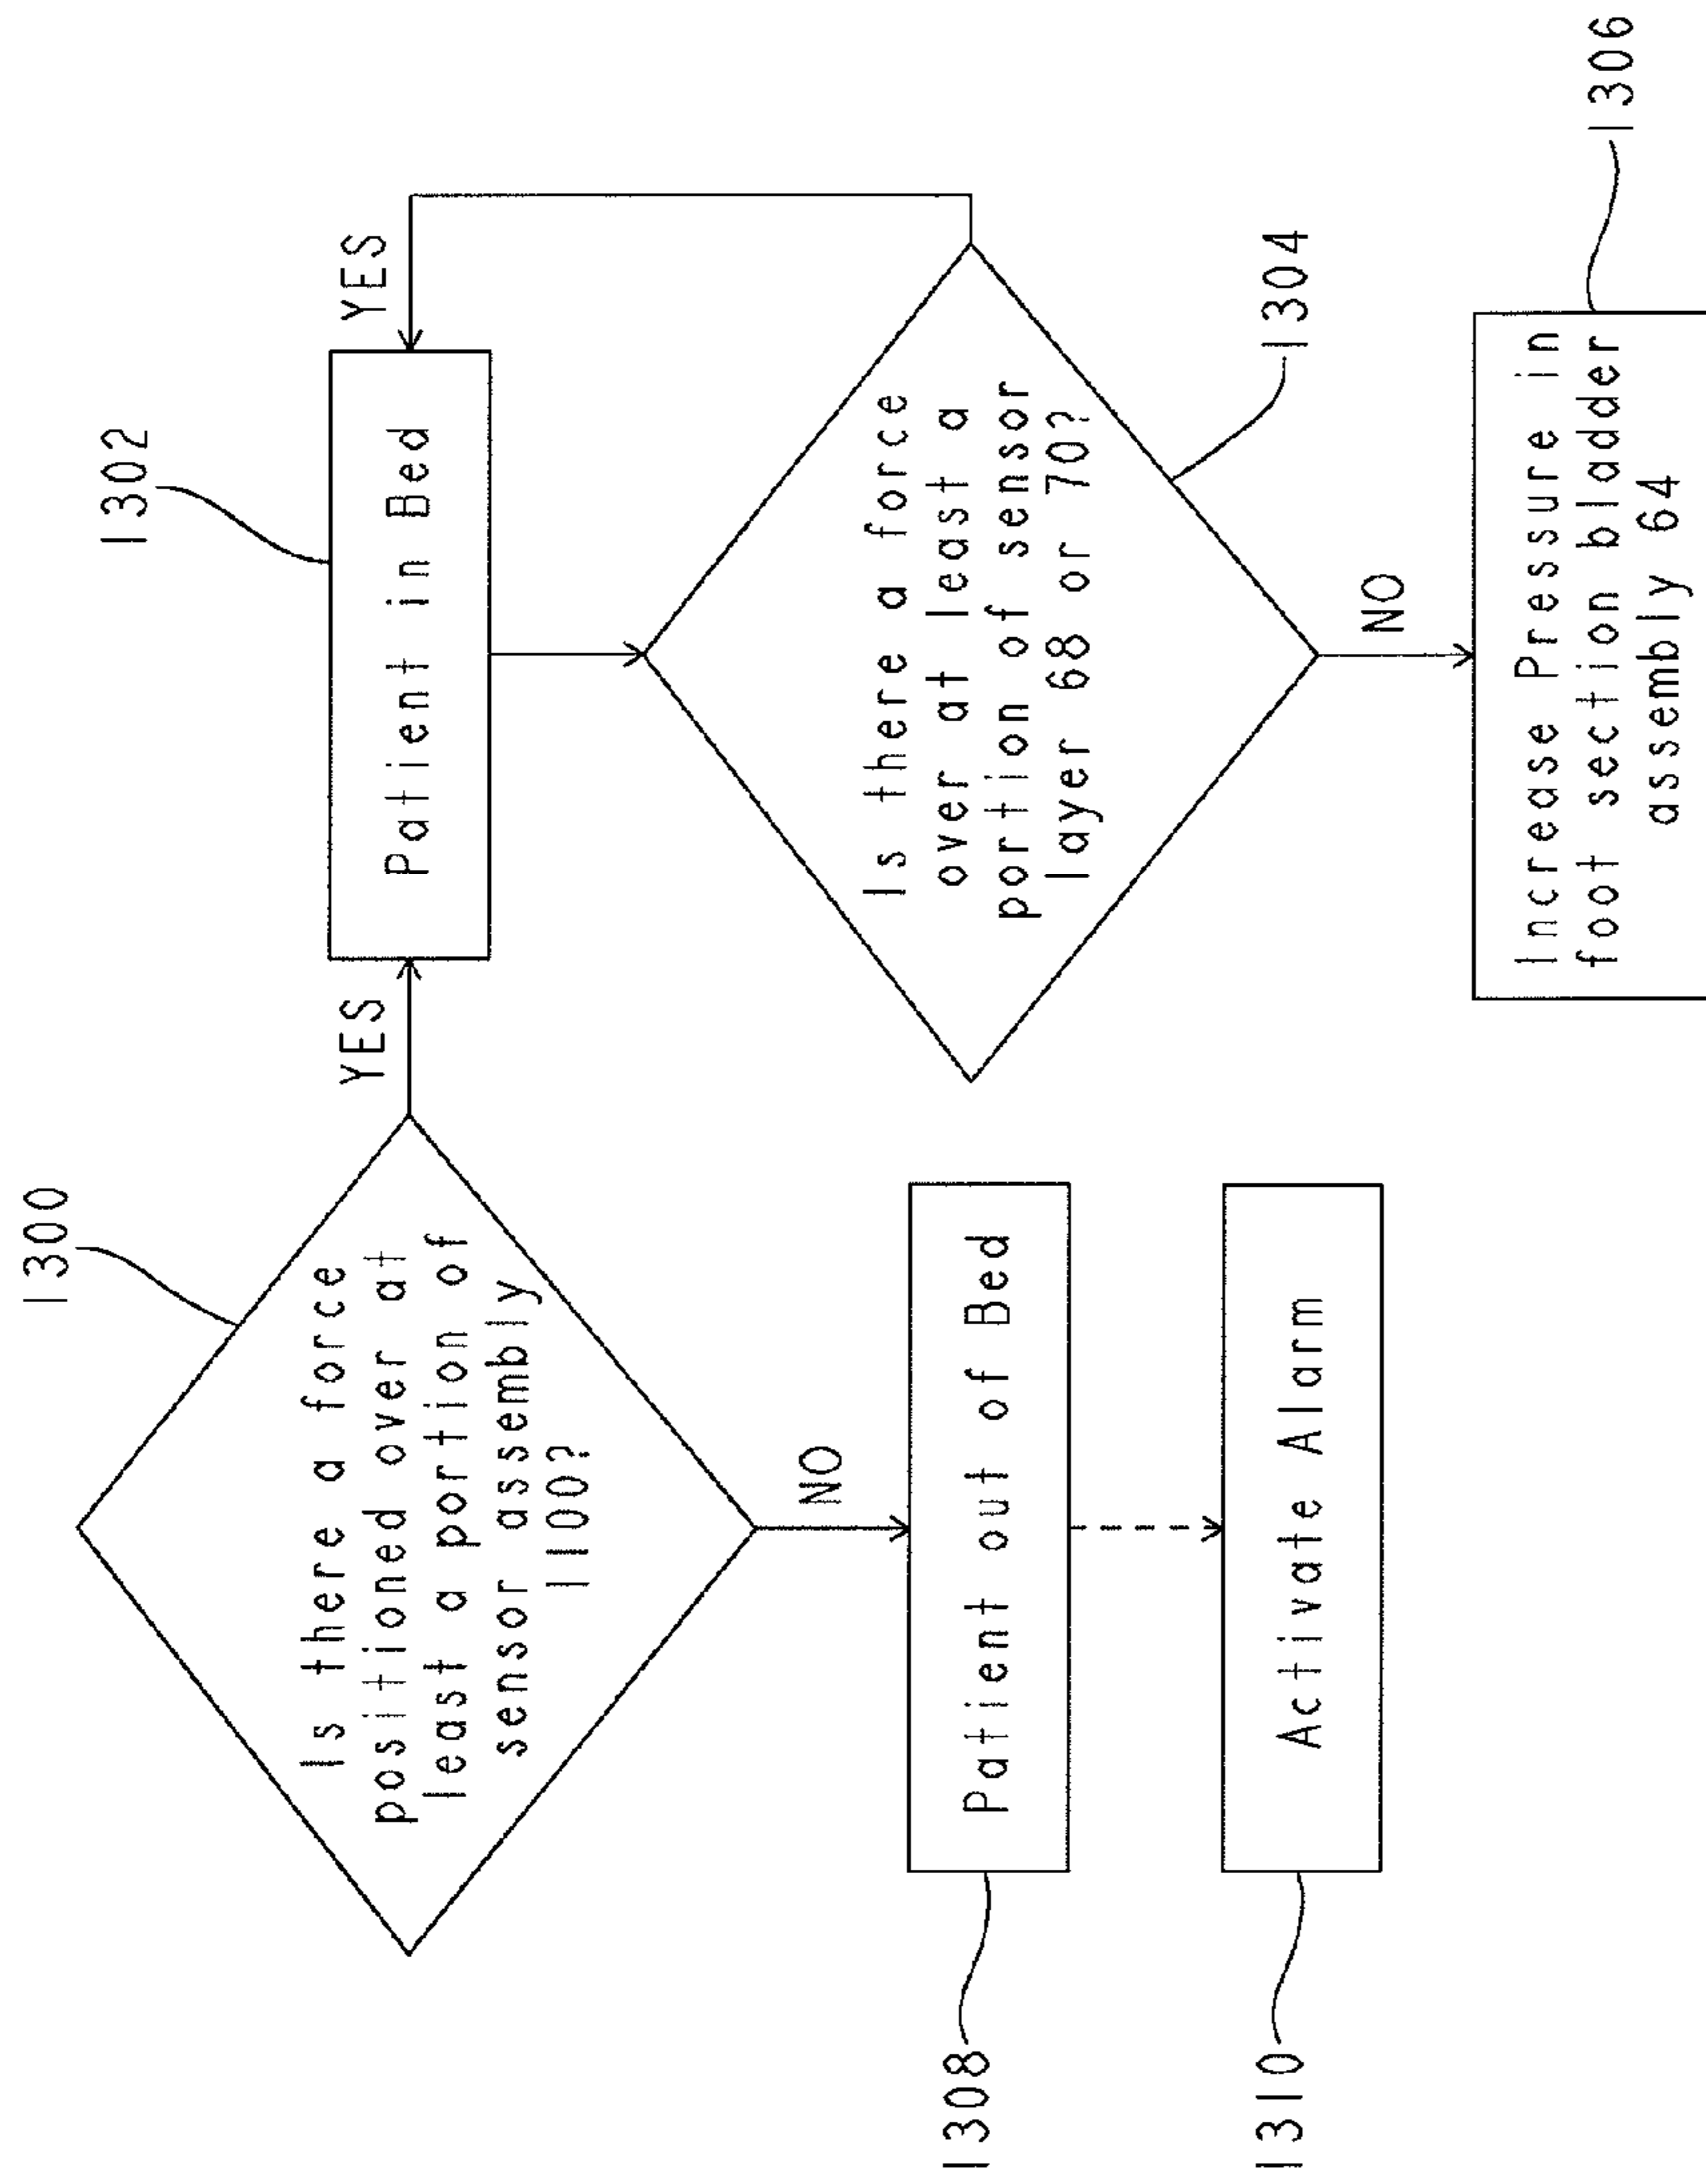 1300
Is there a force
positioned over at
least a portion of
sensor assembly
1100?
YES
1302
Patient in Bed
YES
Is there a force
over at least a
portion of sensor
layer 68 or 70?
1304
NO
Increase Pressure in
foot section bladder
assembly 64
1306
NO
1308
Patient out of Bed
1310
Activate Alarm